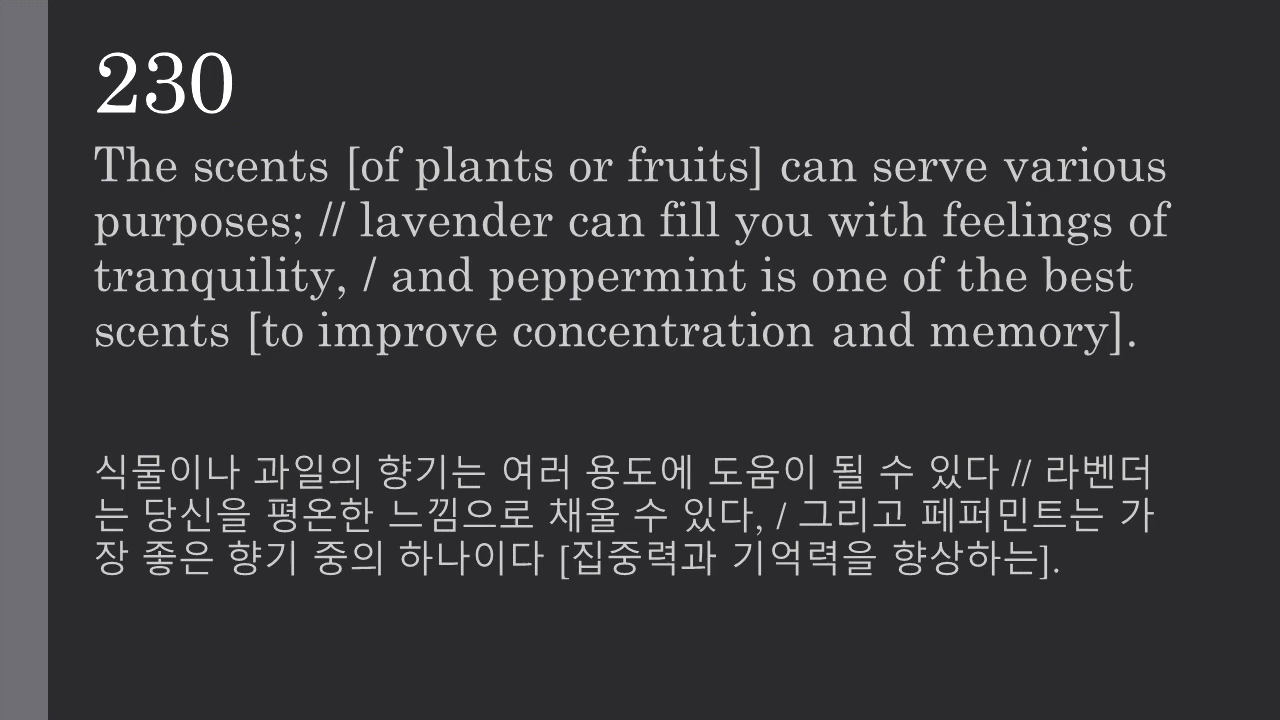 230
The scents [of plants or fruits] can serve various
purposes; // lavender can fill you with feelings of
tranquility, / and peppermint is one of the best
scents [to improve concentration and memory].
식물이나 과일의 향기는 여러 용도에 도움이 될 수 있다 // 라벤더
는 당신을 평온한 느낌으로 채울 수 있다, / 그리고 페퍼민트는 가
장 좋은 향기 중의 하나이다 [집중력과 기억력을 향상하는].